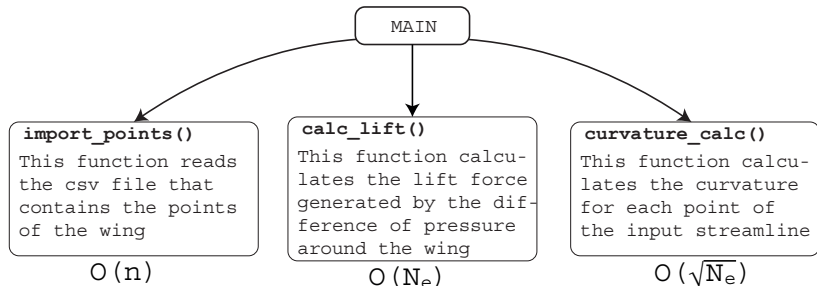 MAIN
import_points()
This function reads
the csv file that
contains the points
of the wing
O(n)
calc_lift()
This function calcu-
lates the lift force
generated by the dif-
ference of pressure
around the wing
O(Nₑ)
curvature_calc()
This function calcu-
lates the curvature
for each point of
the input streamline
O(√Nₑ)